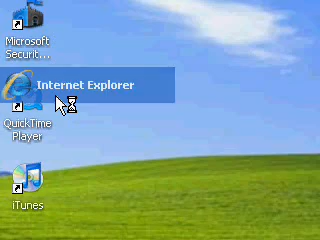 Microsoft
Securit...
Internet Explorer
QuickTime
Player
iTunes